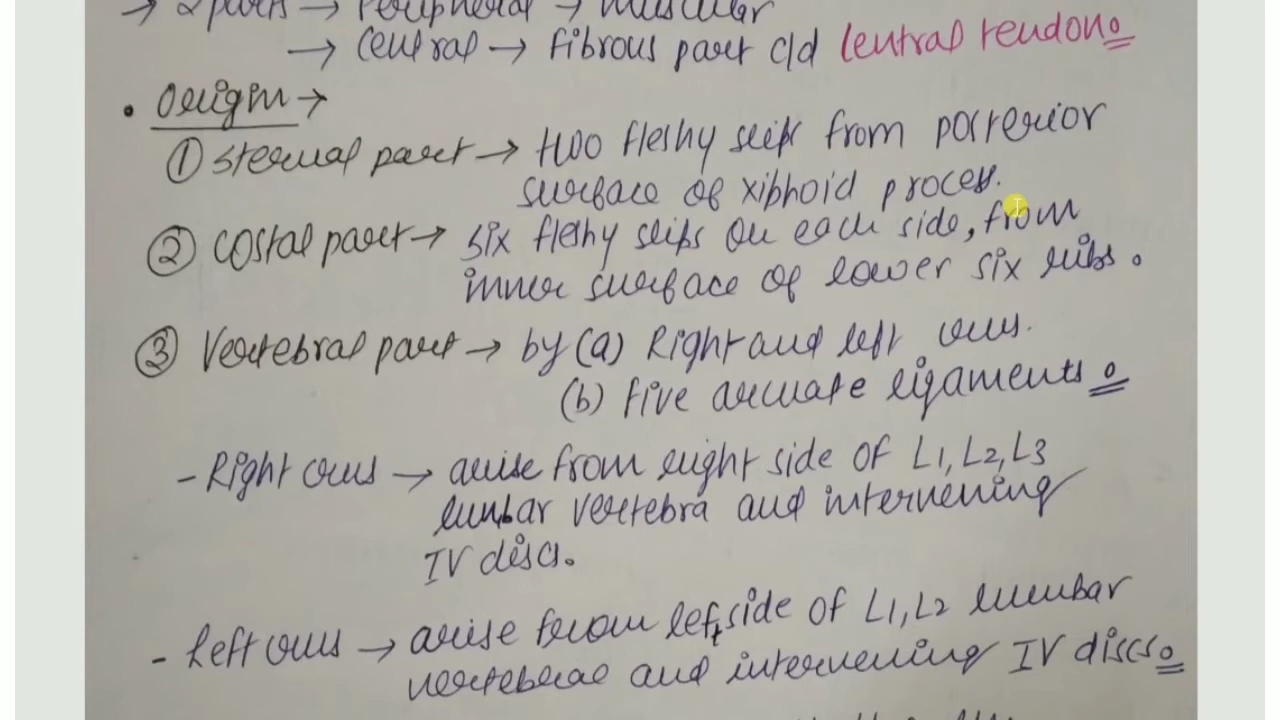 → 2 parts → Peripheral → Muscular
→ Central → Fibrous part c/d Central tendon.
• Origin →
① Sternal part → two fleshy slips from posterior
surface of xiphoid process.
② Costal part → six fleshy slips on each side, from
inner surface of lower six ribs.
③ Vertebral part → by (a) Right and left crus.
(b) five arcuate ligaments.
- Right crus → arise from right side of L1, L2, L3
lumbar vertebra and intervening
IV discs.
- Left crus → arise from left side of L1, L2 lumbar
vertebrae and intervening IV discs.